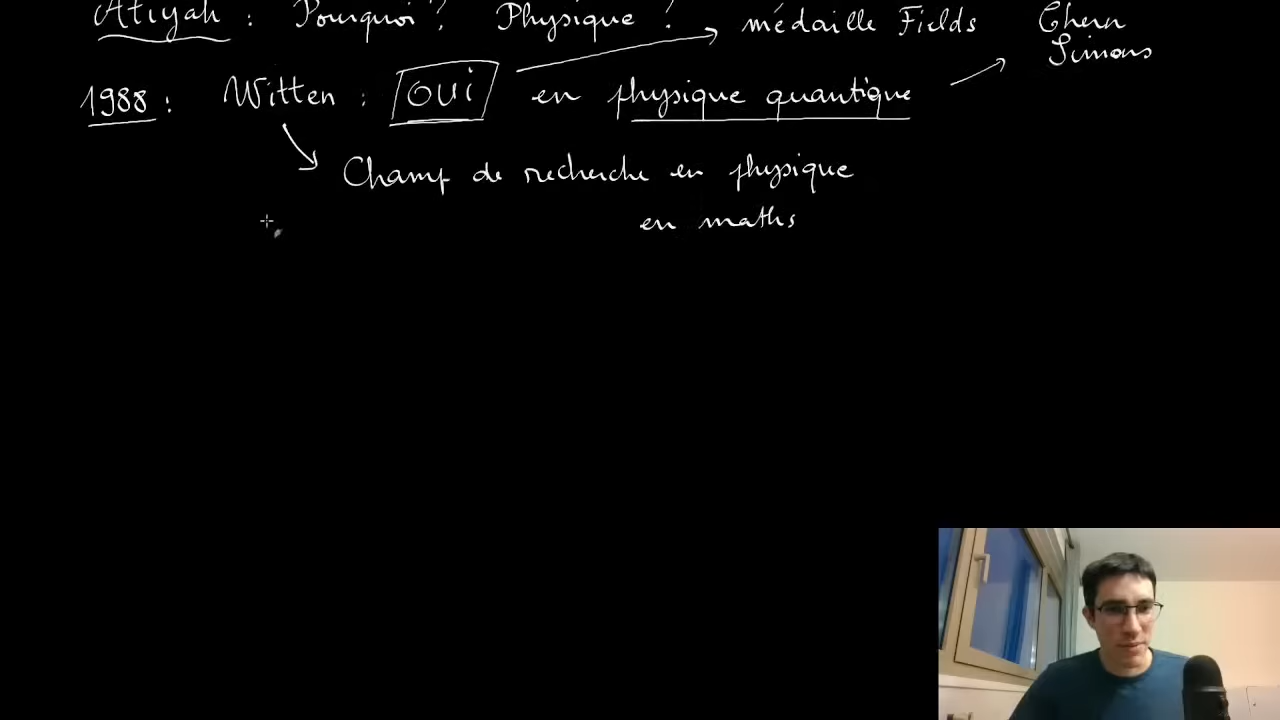 Atiyah : Pourquoi ? Physique ? médaille Fields Chern
Simons
1988 : Witten : OUI en physique quantique
Champ de recherche en physique
en maths